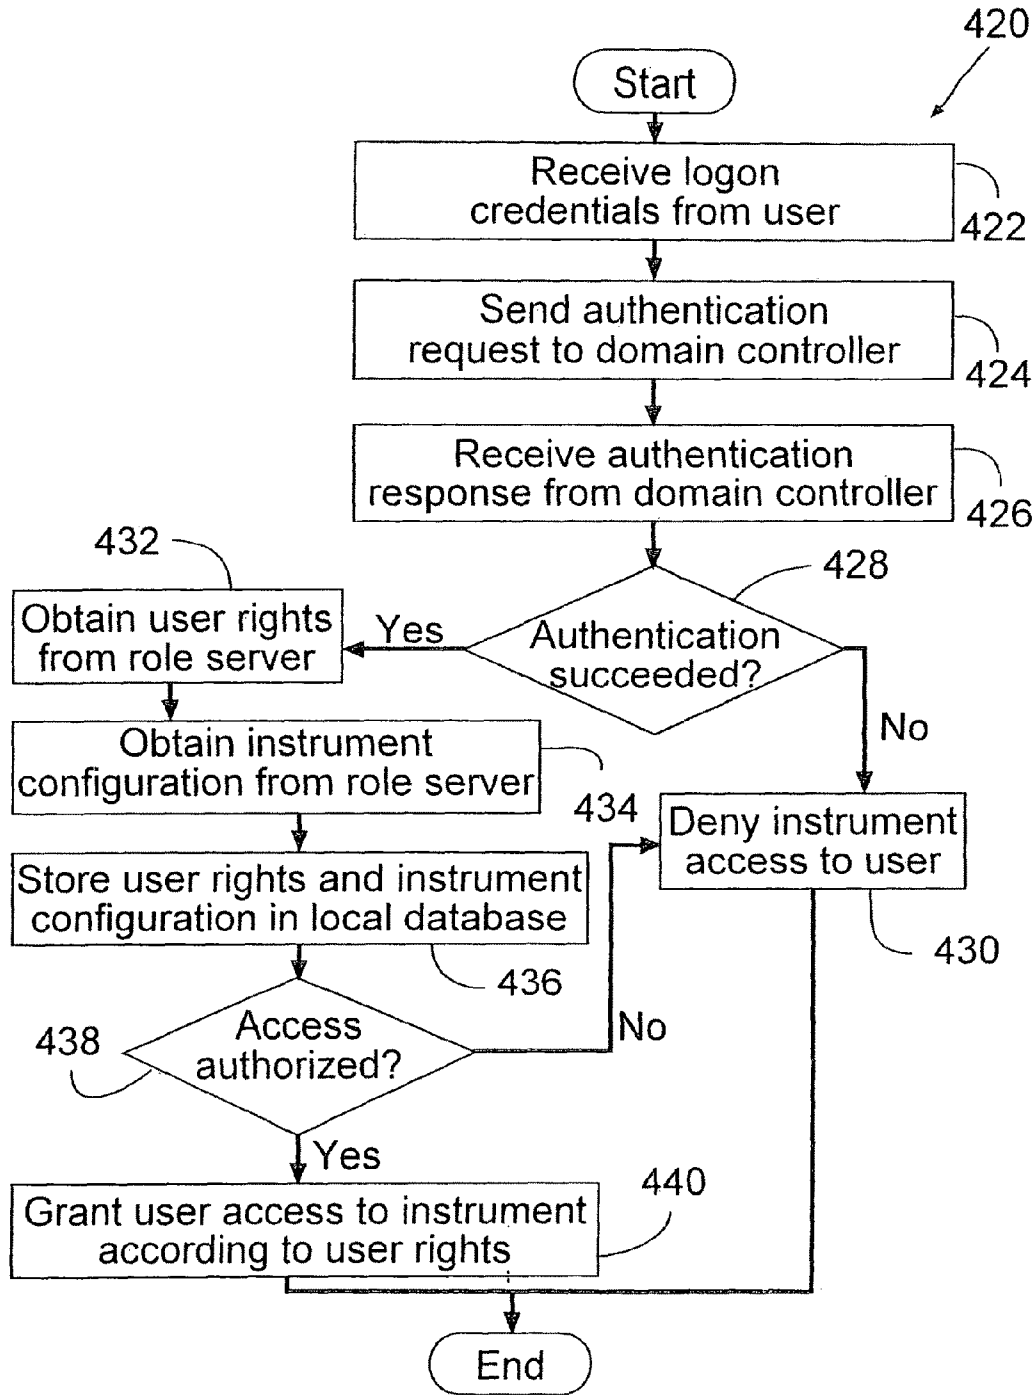 420
Start
Receive logon
credentials from user
422
Send authentication
request to domain controller
424
Receive authentication
response from domain controller
426
428
Authentication
succeeded?
Yes
No
432
Obtain user rights
from role server
Obtain instrument
configuration from role server
434
Deny instrument
access to user
430
Store user rights and instrument
configuration in local database
436
438
Access
authorized?
No
Yes
Grant user access to instrument
according to user rights
440
End